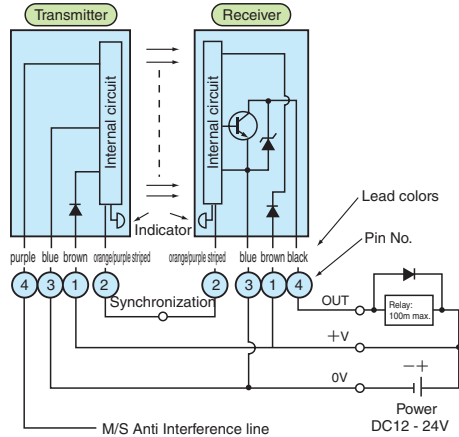 Transmitter
Receiver
Internal circuit
Internal circuit
Indicator
Lead colors
purple
blue
brown
orange/purple striped
orange/purple striped
blue
brown
black
Pin No.
4
3
1
2
2
3
1
4
Synchronization
OUT
Relay:
100m max.
+V
0V
− +
Power
DC12 - 24V
M/S Anti Interference line